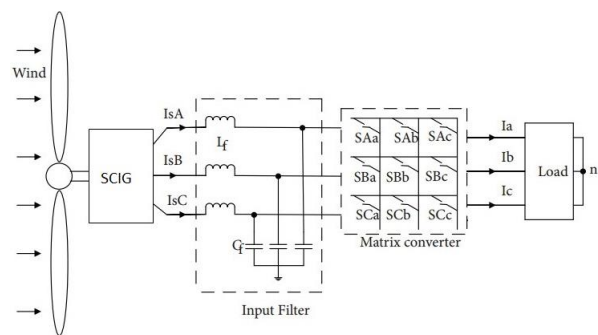 Wind
SCIG
IsA
IsB
IsC
Lf
Cf
Input Filter
SAa SAb SAc
SBa SBb SBc
SCa SCb SCc
Matrix converter
Ia
Ib
Ic
Load
n